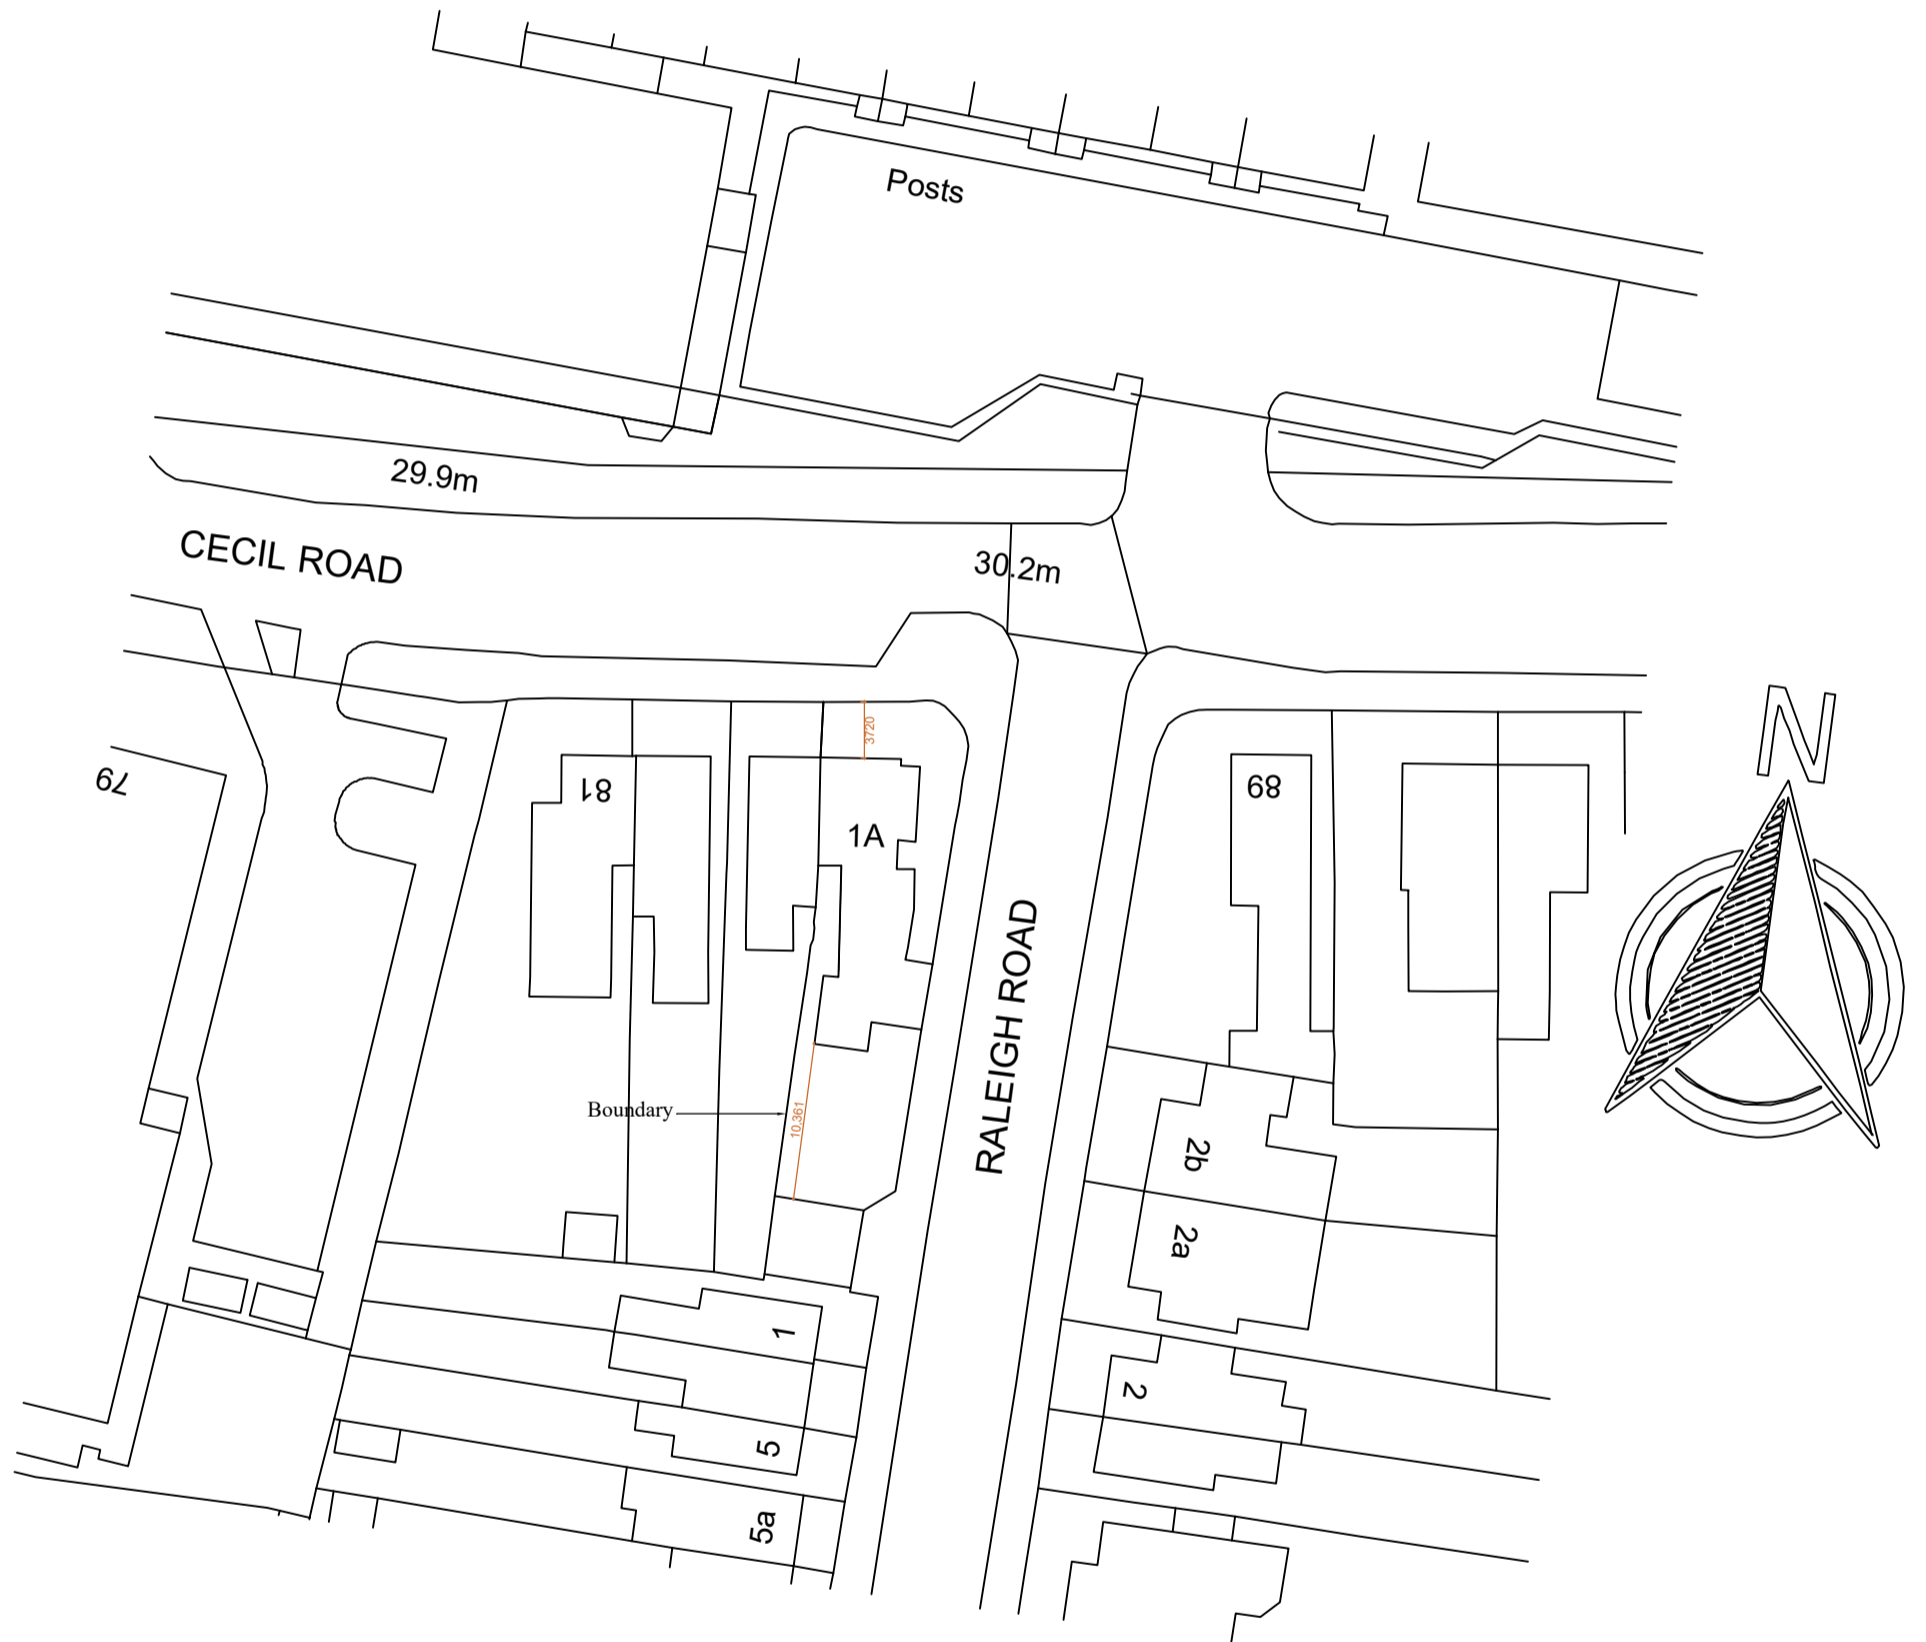 Posts
29.9m
CECIL ROAD
30.2m
N
3720
79
81
89
1A
RALEIGH ROAD
Boundary
10,361
2b
2a
1
2
5
5a